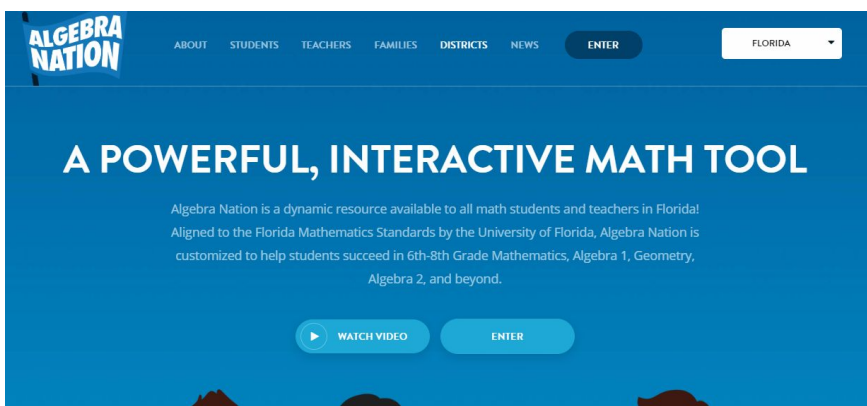 ALGEBRA
NATION
ABOUT STUDENTS TEACHERS FAMILIES DISTRICTS NEWS ENTER FLORIDA
A POWERFUL, INTERACTIVE MATH TOOL
Algebra Nation is a dynamic resource available to all math students and teachers in Florida!
Aligned to the Florida Mathematics Standards by the University of Florida, Algebra Nation is
customized to help students succeed in 6th-8th Grade Mathematics, Algebra 1, Geometry,
Algebra 2, and beyond.
WATCH VIDEO ENTER